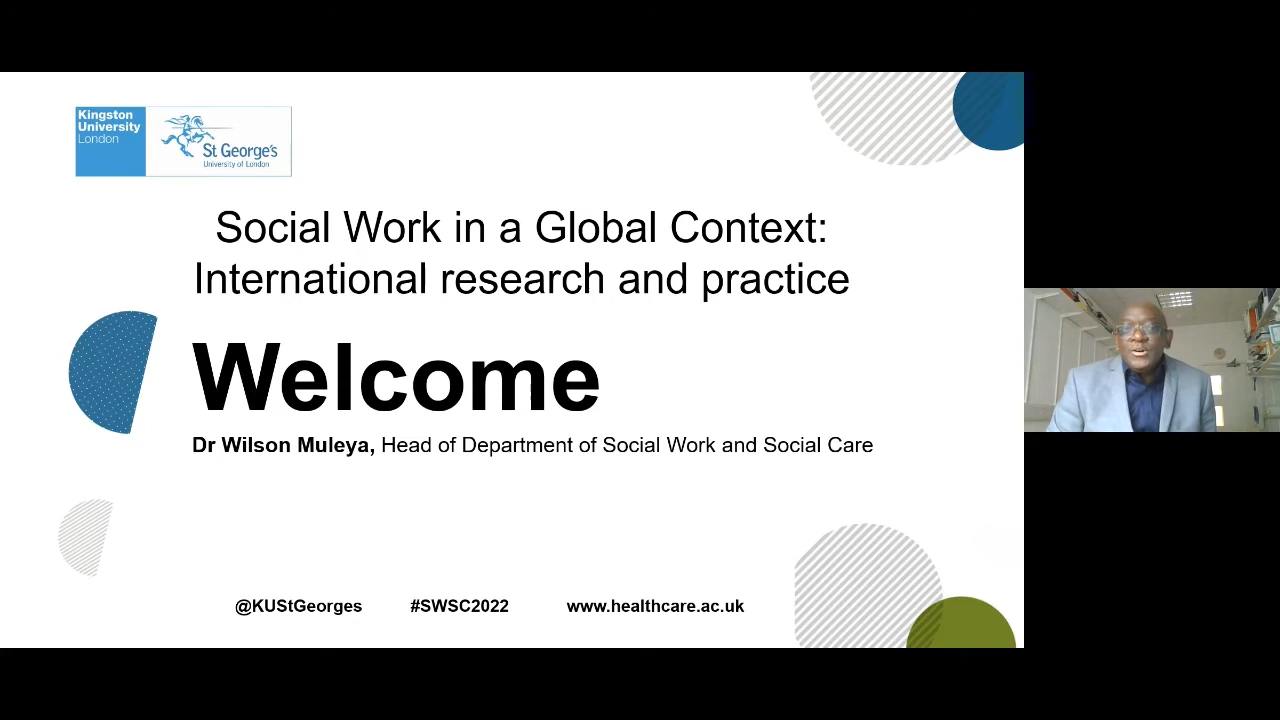 Kingston
University
London
St George's
University of London
Social Work in a Global Context:
International research and practice
Welcome
Dr Wilson Muleya, Head of Department of Social Work and Social Care
@KUStGeorges #SWSC2022 www.healthcare.ac.uk